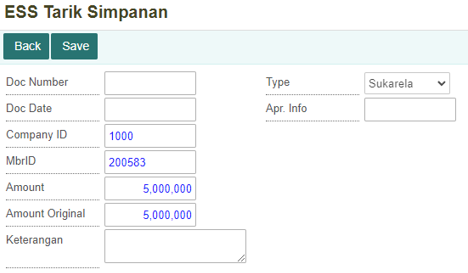 ESS Tarik Simpanan
Back Save
Doc Number Type Sukarela
Doc Date Apr. Info
Company ID 1000
MbrID 200583
Amount 5,000,000
Amount Original 5,000,000
Keterangan